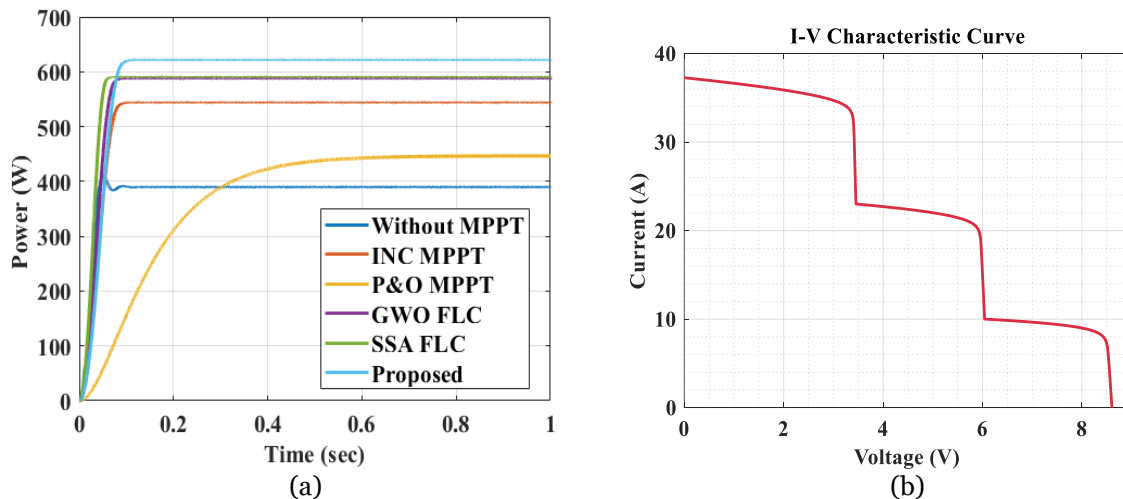 700
600
500
400
300
200
100
0
Power (W)
Without MPPT
INC MPPT
P&O MPPT
GWO FLC
SSA FLC
Proposed
0 0.2 0.4 0.6 0.8 1
Time (sec)
(a)
I-V Characteristic Curve
40
30
20
10
0
Current (A)
0 2 4 6 8
Voltage (V)
(b)